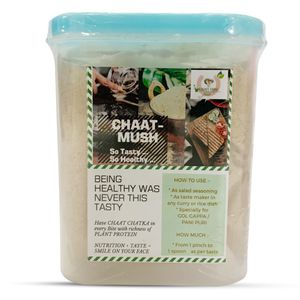 CHAAT-
MUSH
So Tasty...
So Healthy...
BEING
HEALTHY WAS
NEVER THIS
TASTY
Have CHAAT CHATKA in
every Bite with richness of
PLANT PROTEIN
NUTRITION + TASTE =
SMILE ON YOUR FACE
HOW TO USE -
* As salad seasoning
* As taste maker in
any curry or rice dish
* Specially for
GOL GAPPA /
PANI PURI
HOW MUCH -
* From 1 pinch to
1 spoon as per taste